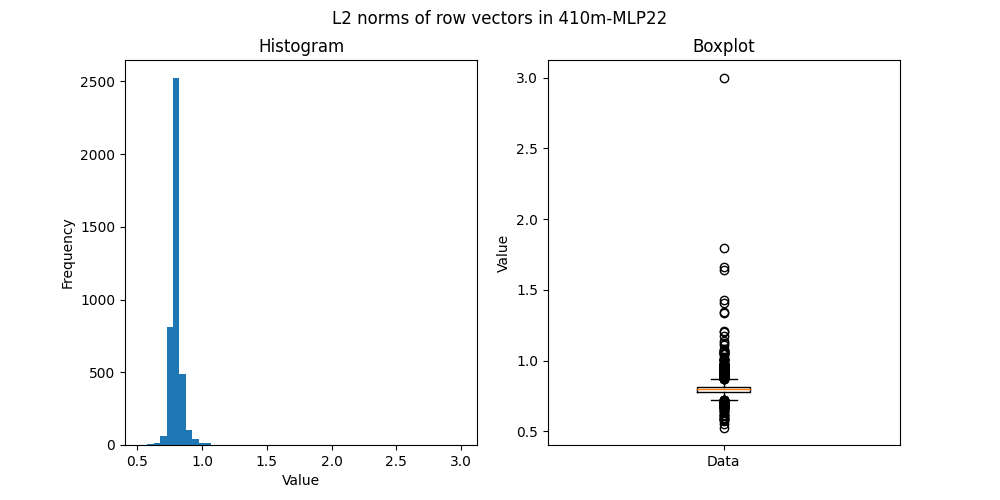 L2 norms of row vectors in 410m-MLP22
Histogram
Frequency
2500
2000
1500
1000
500
0
0.5 1.0 1.5 2.0 2.5 3.0
Value
Boxplot
Value
3.0
2.5
2.0
1.5
1.0
0.5
Data